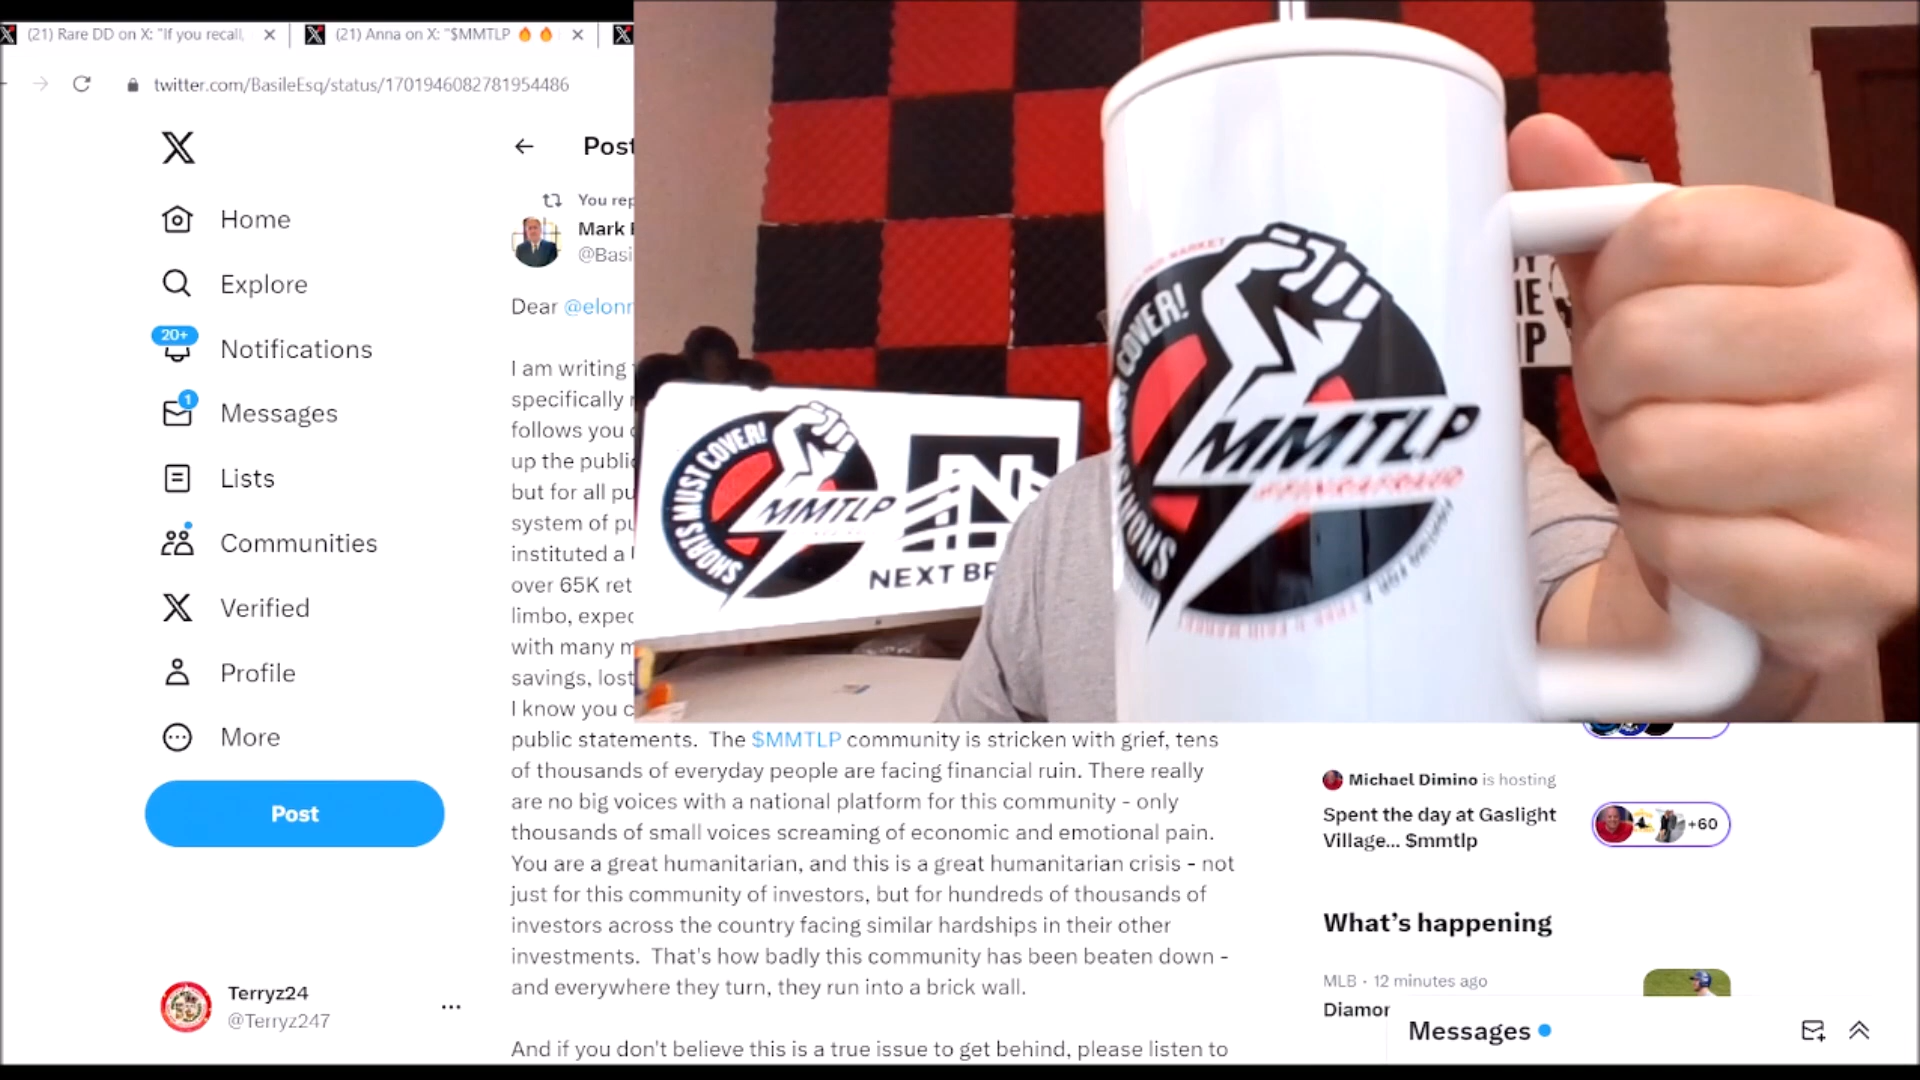 (21) Rare DD on X: "If you recall,
(21) Anna on X: "$MMTLP 🔥 🔥
twitter.com/BasileEsq/status/1701946082781954486
Home
Explore
20+
Notifications
1
Messages
Lists
Communities
Verified
Profile
More
Post
Terryz24
@Terryz247
Post
You rep
Mark
@Basi
Dear @elon
I am writing
specifically
follows you
up the public
but for all pu
system of pu
instituted a
over 65K ret
limbo, expec
with many m
savings, lost
I know you c
public statements. The $MMTLP community is stricken with grief, tens
of thousands of everyday people are facing financial ruin. There really
are no big voices with a national platform for this community - only
thousands of small voices screaming of economic and emotional pain.
You are a great humanitarian, and this is a great humanitarian crisis - not
just for this community of investors, but for hundreds of thousands of
investors across the country facing similar hardships in their other
investments. That's how badly this community has been beaten down -
and everywhere they turn, they run into a brick wall.
And if you don't believe this is a true issue to get behind, please listen to
SHORTS MUST COVER!
MMTLP
NEXT BR
COVER!
SHORTS
MMTLP
FAIR MARKET
Michael Dimino is hosting
Spent the day at Gaslight
Village... $mmtlp
+60
What's happening
MLB · 12 minutes ago
Diamon
Messages